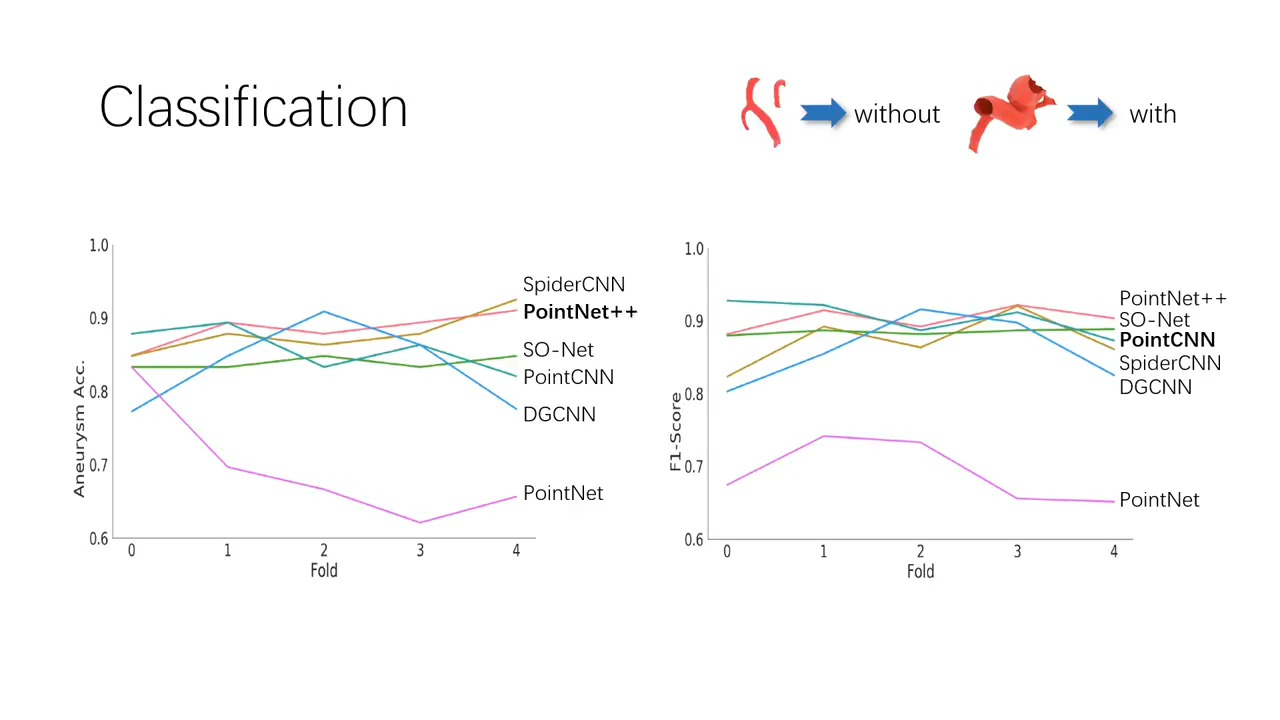 Classification
without
with
1.0
0.9
0.8
0.7
0.6
Aneurysm Acc.
0 1 2 3 4
Fold
SpiderCNN
PointNet++
SO-Net
PointCNN
DGCNN
PointNet
1.0
0.9
0.8
0.7
0.6
F1-Score
0 1 2 3 4
Fold
PointNet++
SO-Net
PointCNN
SpiderCNN
DGCNN
PointNet